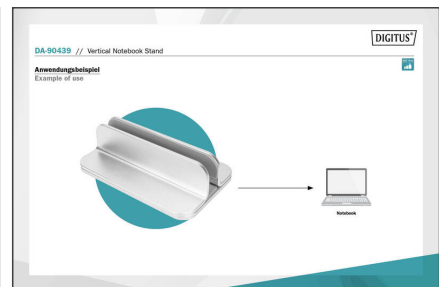 DIGITUS®
DA-90439 // Vertical Notebook Stand
Anwendungsbeispiel
Example of use
Notebook